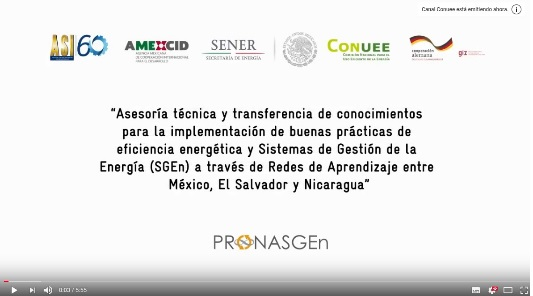 Canal Conuee está emitiendo ahora.
ASI 60
AMEXCID
SENER
SECRETARÍA DE ENERGÍA
CONUEE
cooperación
alemana
giz
“Asesoría técnica y transferencia de conocimientos
para la implementación de buenas prácticas de
eficiencia energética y Sistemas de Gestión de la
Energía (SGEn) a través de Redes de Aprendizaje entre
México, El Salvador y Nicaragua”
PRONASGEn
0:03 / 5:55